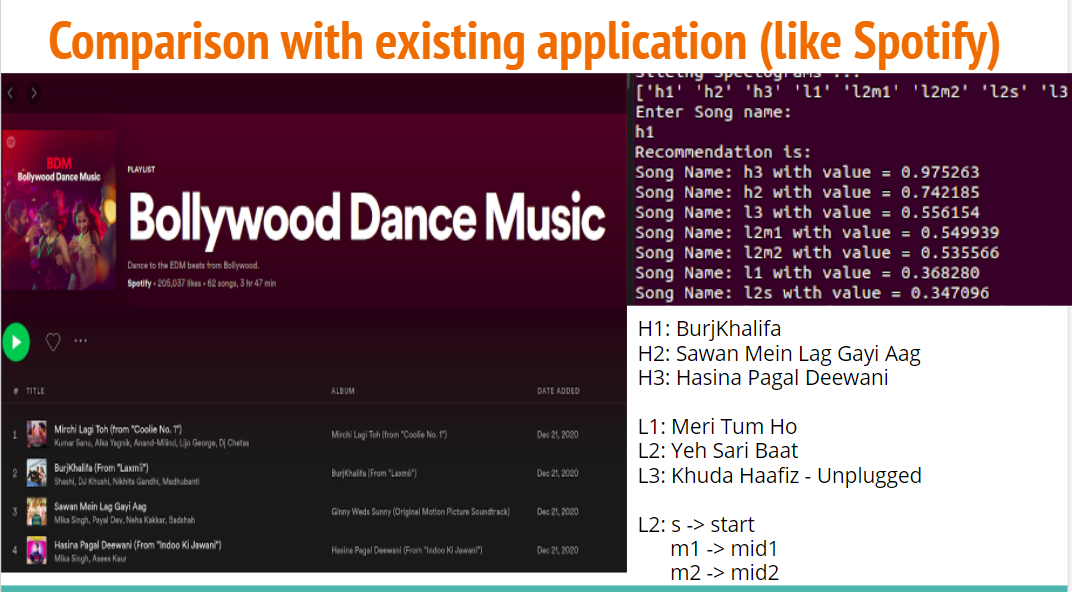 Comparison with existing application (like Spotify)
BDM
Bollywood Dance Music
PLAYLIST
Bollywood Dance Music
Dance to the EDM beats from Bollywood.
Spotify • 205,037 likes • 62 songs, 3 hr 47 min
# TITLE ALBUM DATE ADDED
1 Mirchi Lagi Toh (from "Coolie No. 1") Mirchi Lagi Toh (from "Coolie No. 1") Dec 21, 2020
Kumar Sanu, Alka Yagnik, Anand-Milind, Lijo George, Dj Chetas
2 BurjKhalifa (From "Laxmii") BurjKhalifa (From "Laxmii") Dec 21, 2020
Shashi, DJ Khushi, Nikhita Gandhi, Madhubanti
3 Sawan Mein Lag Gayi Aag Ginny Weds Sunny (Original Motion Picture Soundtrack) Dec 21, 2020
Mika Singh, Payal Dev, Neha Kakkar, Badshah
4 Hasina Pagal Deewani (From "Indoo Ki Jawani") Hasina Pagal Deewani (From "Indoo Ki Jawani") Dec 21, 2020
Mika Singh, Asees Kaur
Slicing Spectograms ...
['h1' 'h2' 'h3' 'l1' 'l2m1' 'l2m2' 'l2s' 'l3
Enter Song name:
h1
Recommendation is:
Song Name: h3 with value = 0.975263
Song Name: h2 with value = 0.742185
Song Name: l3 with value = 0.556154
Song Name: l2m1 with value = 0.549939
Song Name: l2m2 with value = 0.535566
Song Name: l1 with value = 0.368280
Song Name: l2s with value = 0.347096
H1: BurjKhalifa
H2: Sawan Mein Lag Gayi Aag
H3: Hasina Pagal Deewani
L1: Meri Tum Ho
L2: Yeh Sari Baat
L3: Khuda Haafiz - Unplugged
L2: s -> start
m1 -> mid1
m2 -> mid2